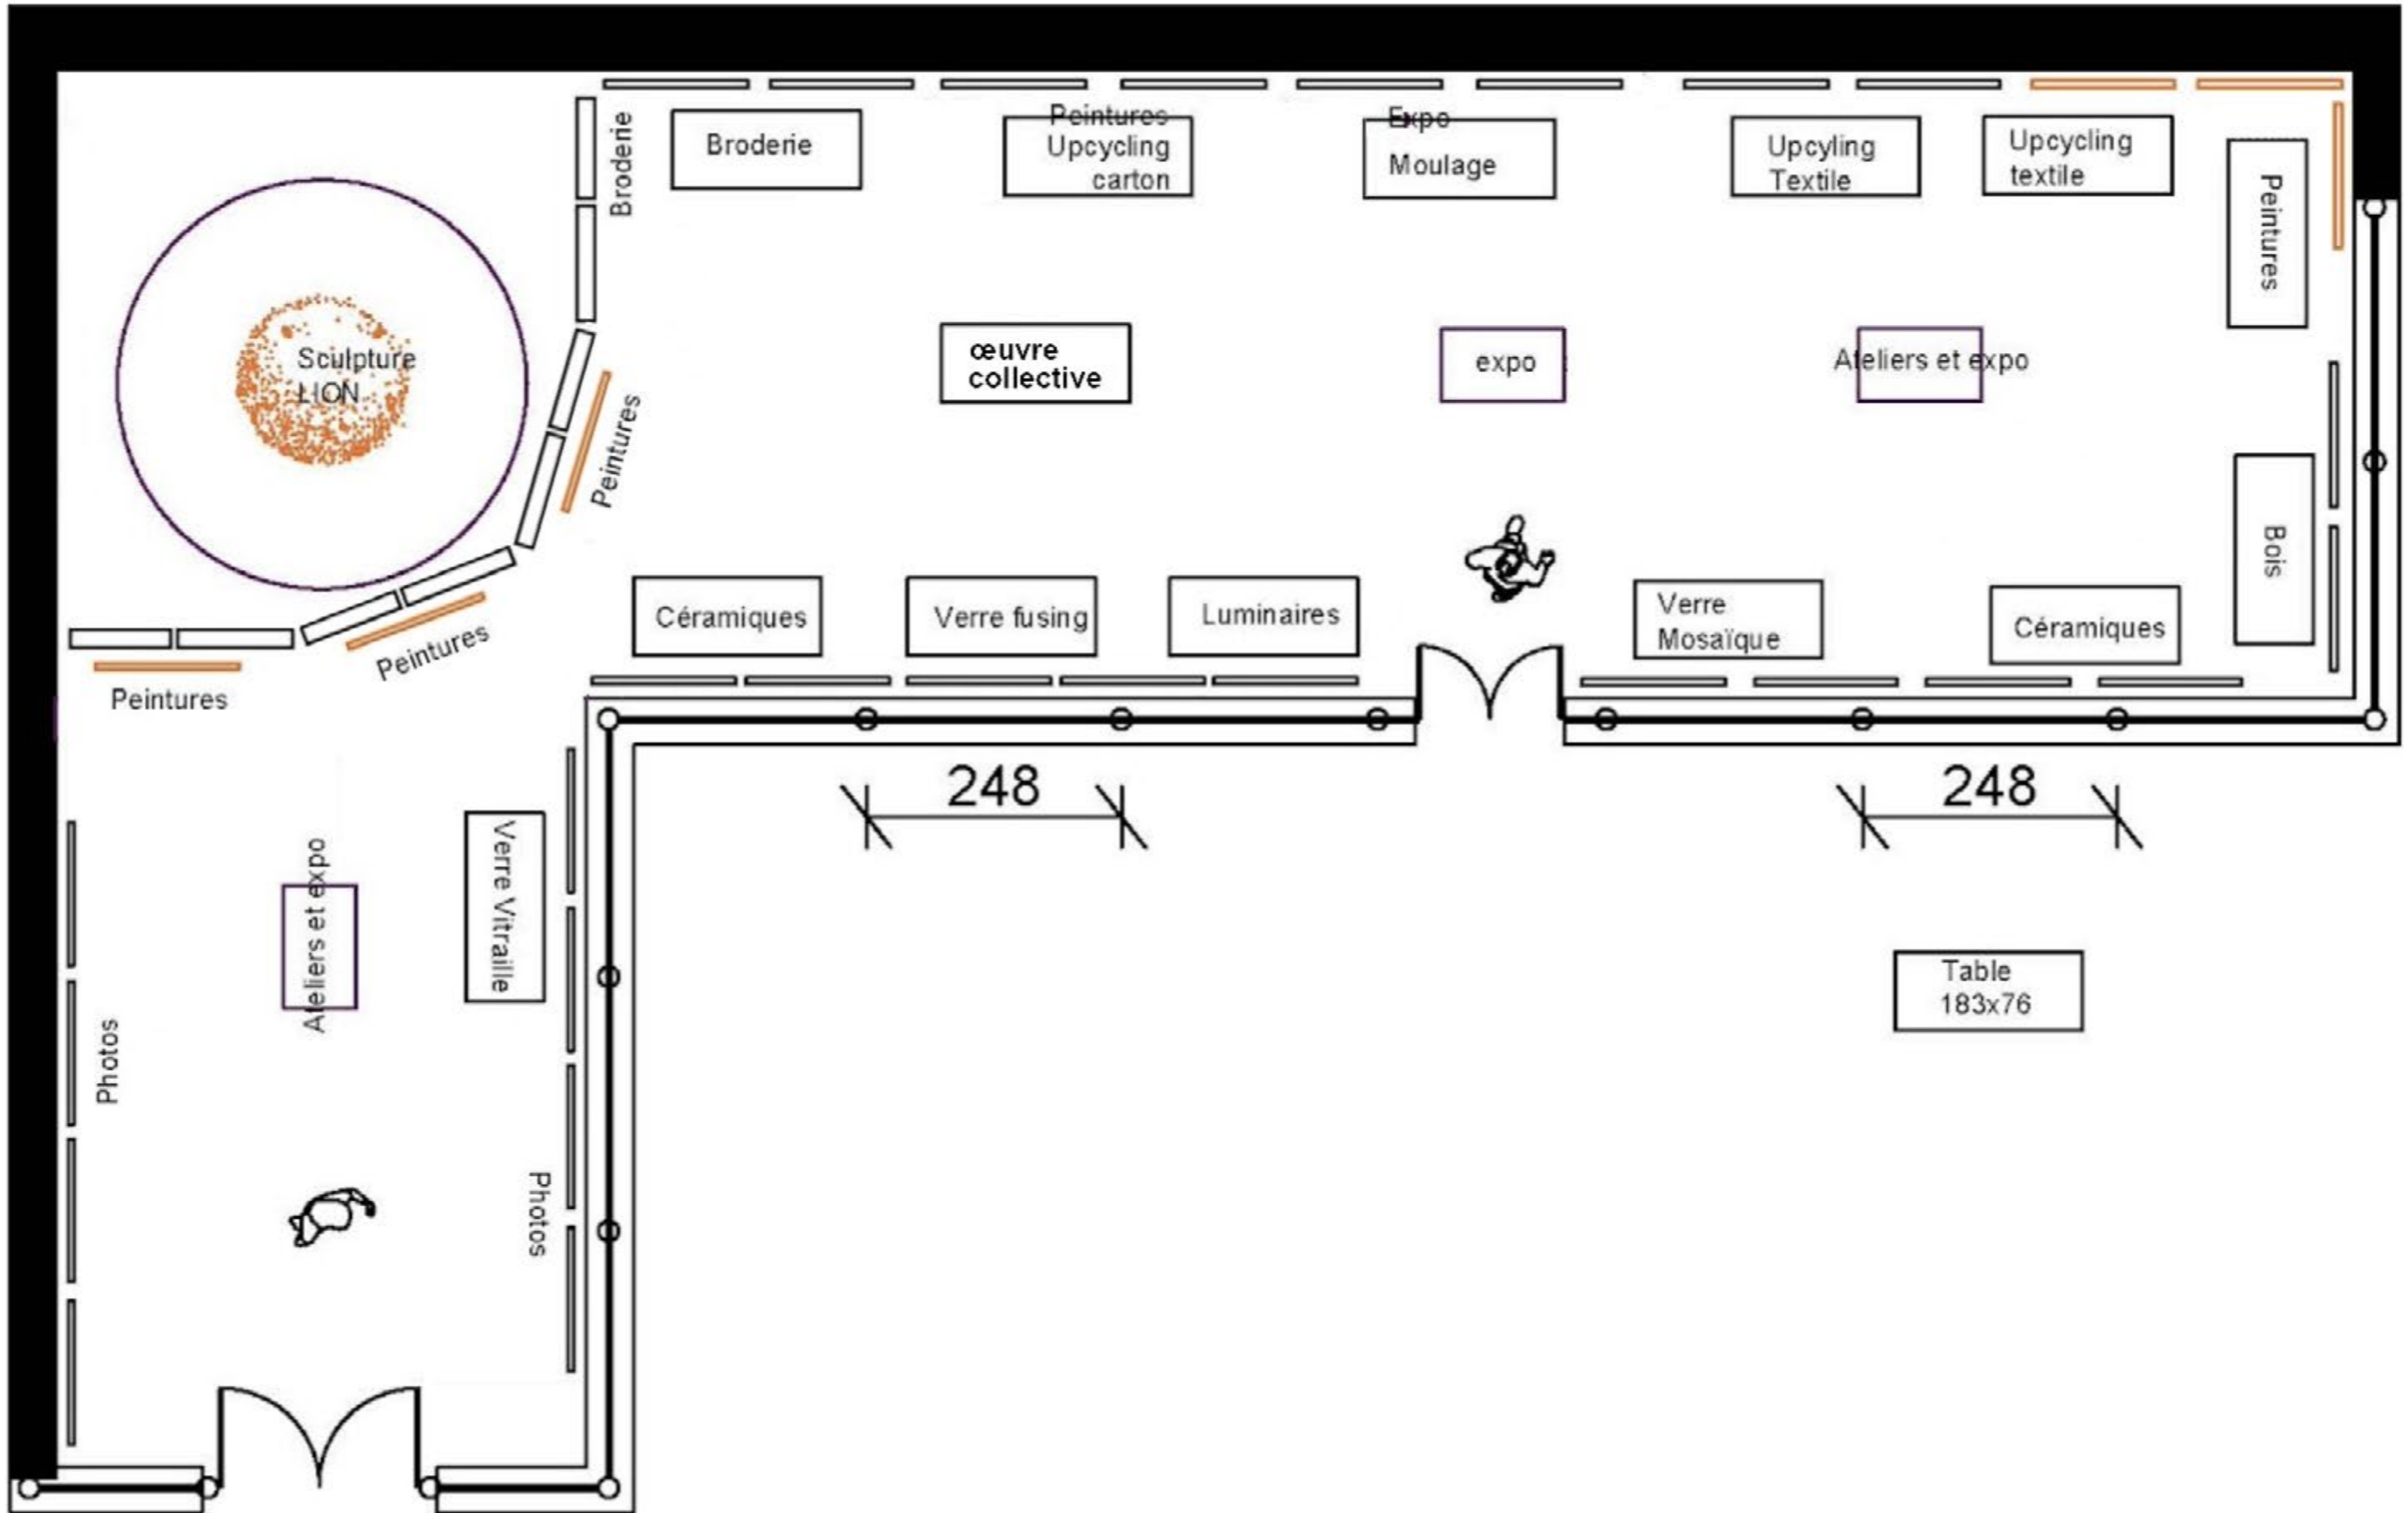 Broderie
Broderie
Peintures
Upcycling
carton
Expo
Moulage
Upcyling
Textile
Upcycling
textile
Peintures
Sculpture
LION
œuvre
collective
expo
Ateliers et expo
Peintures
Bois
Céramiques
Verre fusing
Luminaires
Verre
Mosaïque
Céramiques
Peintures
Peintures
248
248
Verre Vitraille
Ateliers et expo
Table
183x76
Photos
Photos